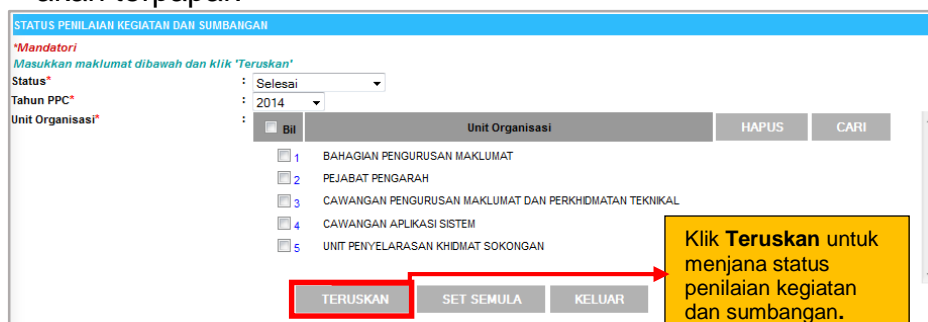 akan terpapar.
STATUS PENILAIAN KEGIATAN DAN SUMBANGAN
*Mandatori
Masukkan maklumat dibawah dan klik 'Teruskan'
Status* : Selesai
Tahun PPC* : 2014
Unit Organisasi* :
Bil Unit Organisasi HAPUS CARI
1 BAHAGIAN PENGURUSAN MAKLUMAT
2 PEJABAT PENGARAH
3 CAWANGAN PENGURUSAN MAKLUMAT DAN PERKHIDMATAN TEKNIKAL
4 CAWANGAN APLIKASI SISTEM
5 UNIT PENYELARASAN KHIDMAT SOKONGAN
TERUSKAN SET SEMULA KELUAR
Klik Teruskan untuk
menjana status
penilaian kegiatan
dan sumbangan.